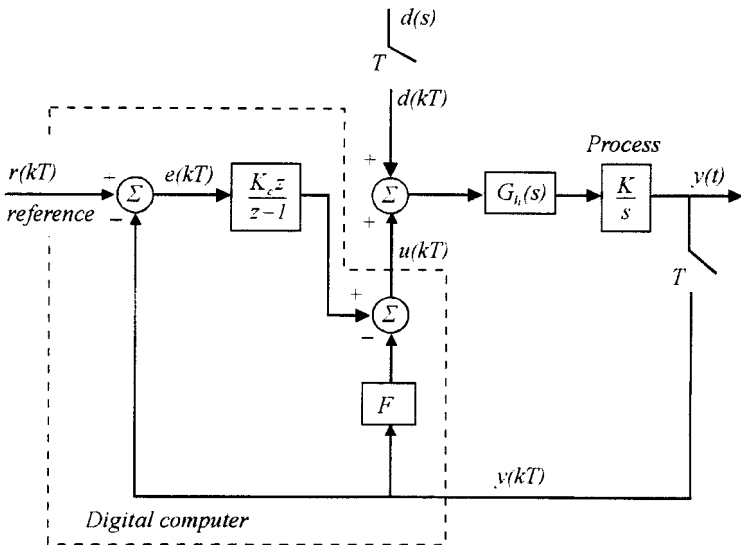 d(s)
T
d(kT)
Process
r(kT)
+
Σ
e(kT)
K_c z
z−1
+
Σ
G_h(s)
K
s
y(t)
reference
−
+
u(kT)
T
+
Σ
−
F
y(kT)
Digital computer